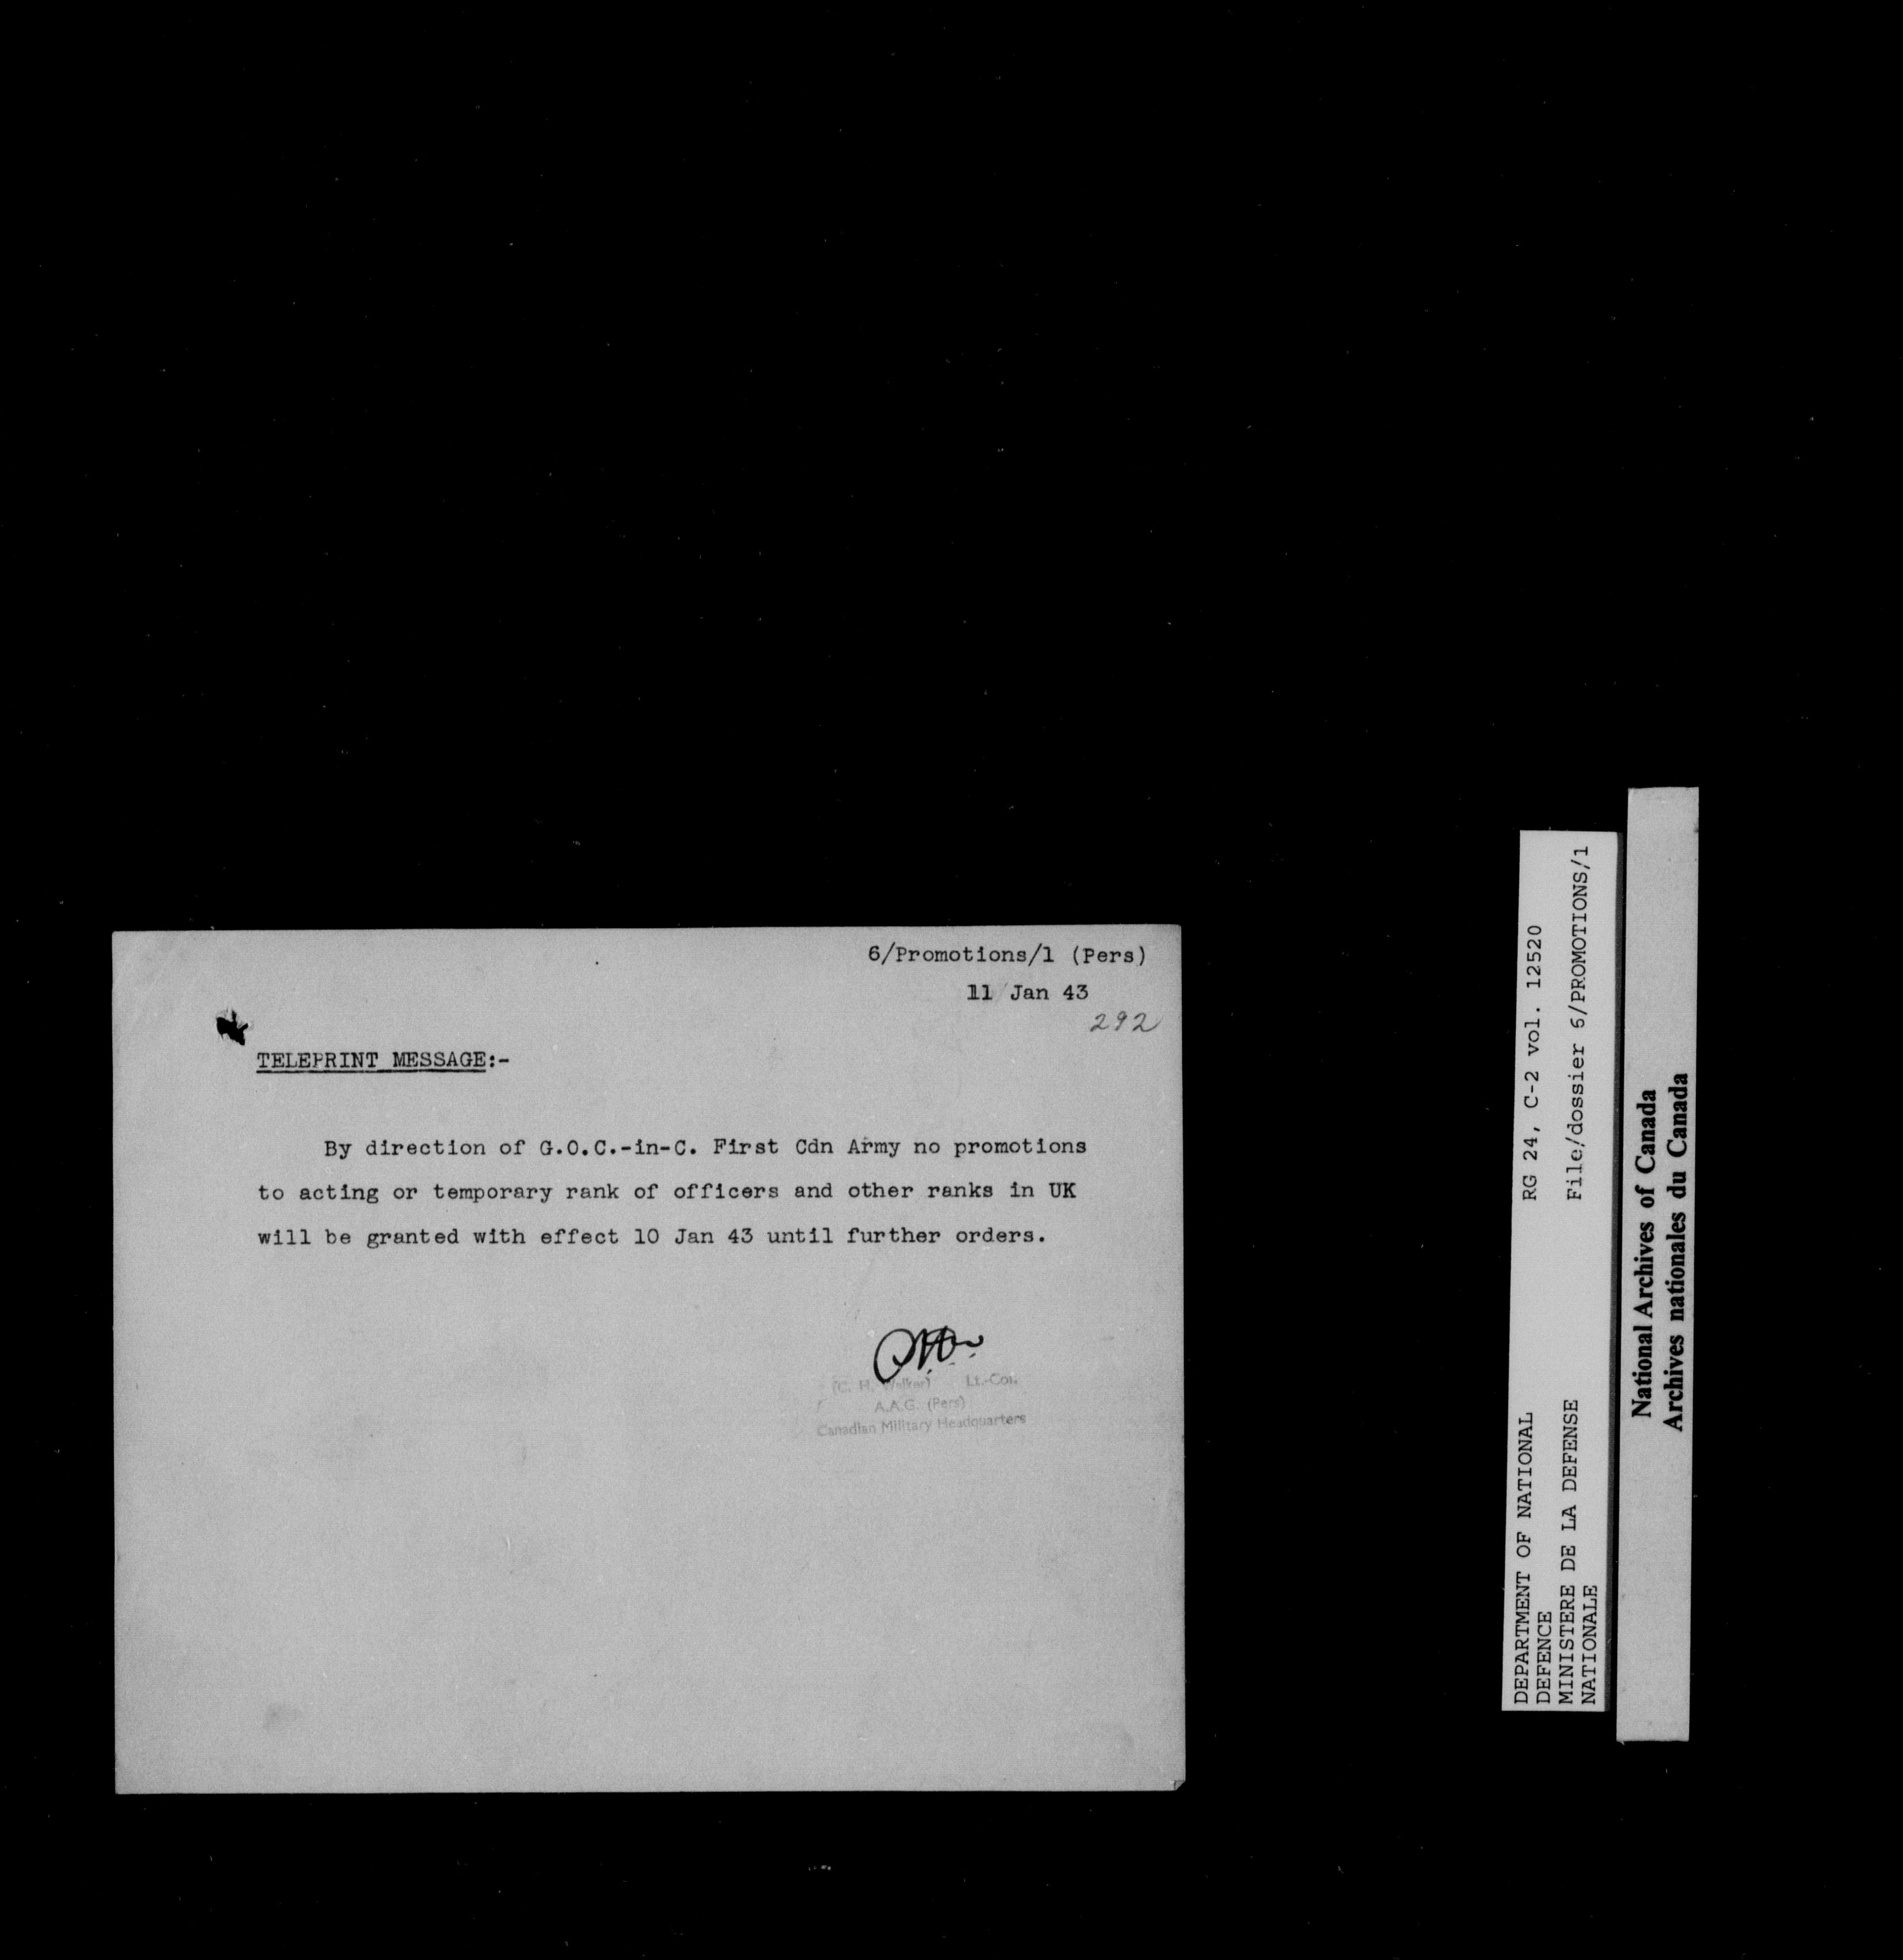 6/Promotions/1 (Pers)
11 Jan 43
292
TELEPRINT MESSAGE:-
By direction of G.O.C.-in-C. First Cdn Army no promotions
to acting or temporary rank of officers and other ranks in UK
will be granted with effect 10 Jan 43 until further orders.
(C. H. Walker) Lt.-Col.
A.A.G. (Pers)
Canadian Military Headquarters
DEPARTMENT OF NATIONAL RG 24, C-2 vol. 12520
DEFENCE
MINISTERE DE LA DEFENSE File/dossier 6/PROMOTIONS/1
NATIONALE
National Archives of Canada
Archives nationales du Canada